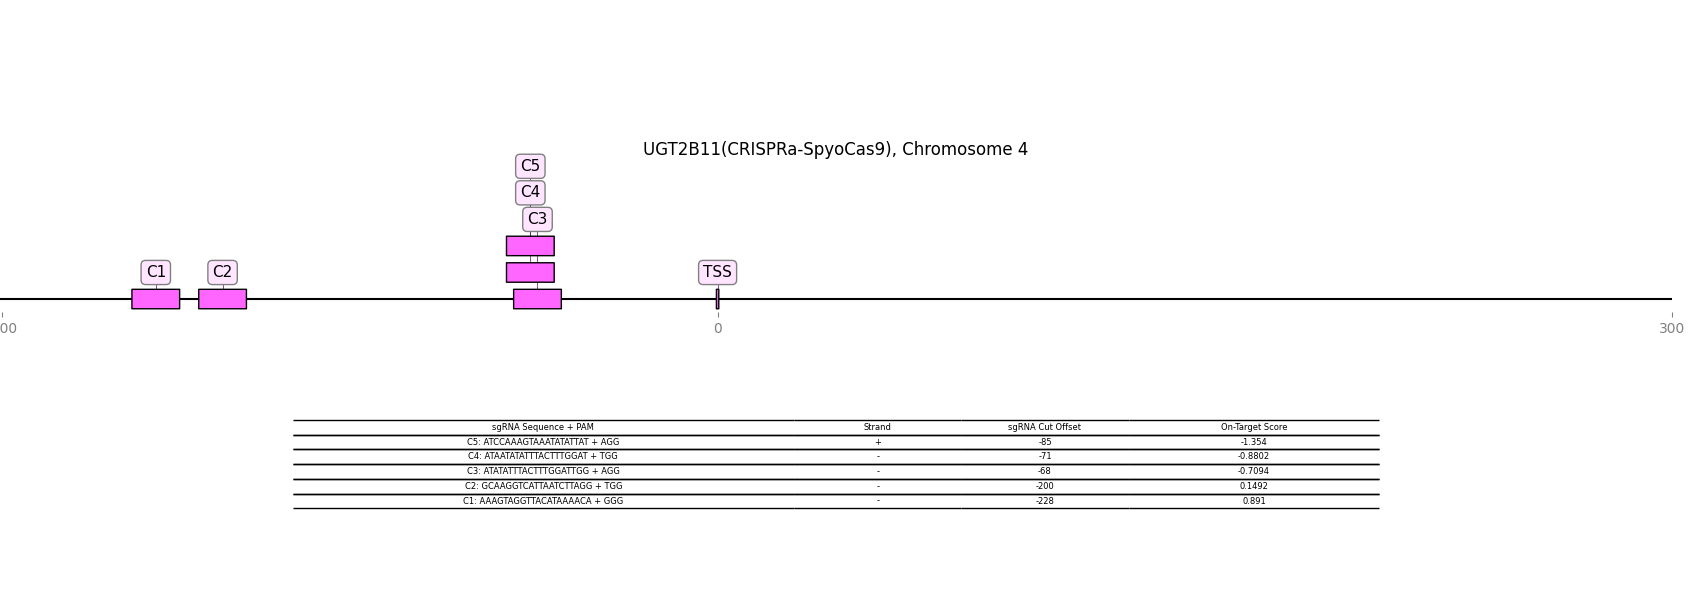 UGT2B11(CRISPRa-SpyoCas9), Chromosome 4
C5
C4
C3
C1 C2 TSS
00 0 300
sgRNA Sequence + PAM Strand sgRNA Cut Offset On-Target Score
C5: ATCCAAAGTAAATATATTAT + AGG + -85 -1.354
C4: ATAATATATTTACTTTGGAT + TGG - -71 -0.8802
C3: ATATATTTACTTTGGATTGG + AGG - -68 -0.7094
C2: GCAAGGTCATTAATCTTAGG + TGG - -200 0.1492
C1: AAAGTAGGTTACATAAAACA + GGG - -228 0.891